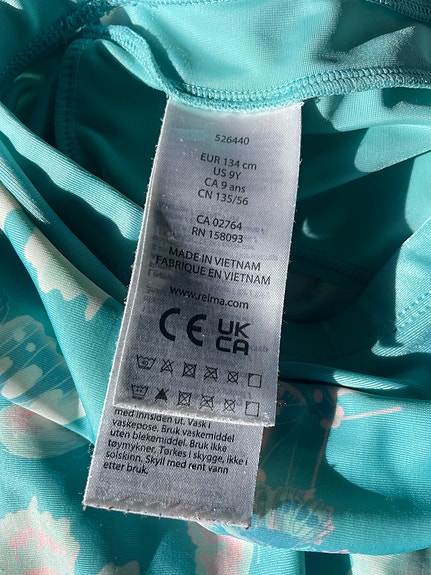 526440
EUR 134 cm
US 9Y
CA 9 ans
CN 135/56
CA 02764
RN 158093
MADE IN VIETNAM
FABRIQUE EN VIETNAM
www.reima.com
CE UK
CA
med innsiden ut. Vask i
vaskepose. Bruk vaskemiddel
uten blekemiddel. Ikke
tøymykner. Tørkes i skygge, ikke i
solskinn. Skyll med rent vann
etter bruk.